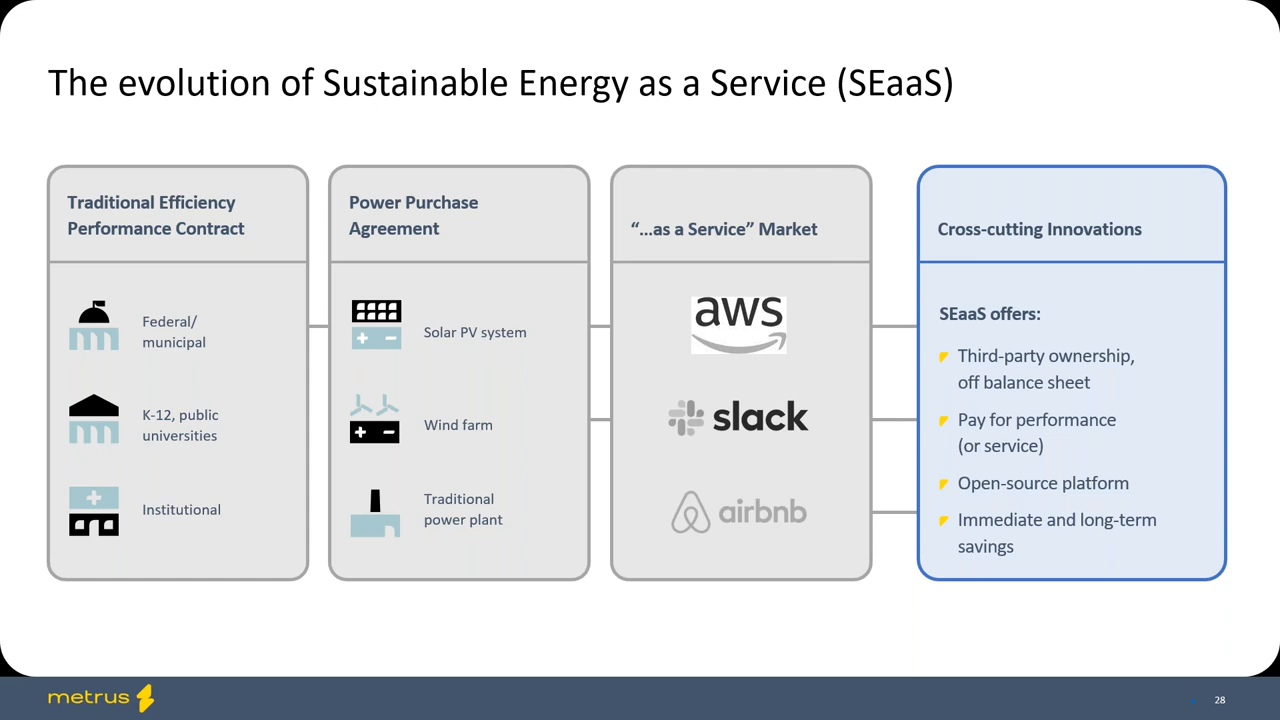 The evolution of Sustainable Energy as a Service (SEaaS)
Traditional Efficiency
Performance Contract
Federal/
municipal
K-12, public
universities
Institutional
Power Purchase
Agreement
Solar PV system
Wind farm
Traditional
power plant
“...as a Service” Market
aws
slack
airbnb
Cross-cutting Innovations
SEaaS offers:
Third-party ownership,
off balance sheet
Pay for performance
(or service)
Open-source platform
Immediate and long-term
savings
metrus
28